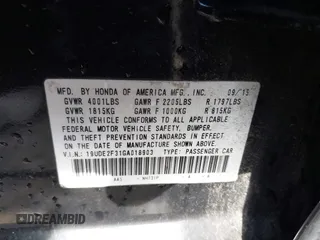 MFD. BY HONDA OF AMERICA MFG., INC. 09/15
GVWR 4001LBS GAWR F 2205LBS R 1797LBS
GVWR 1815KG GAWR F 1000KG R 815KG
THIS VEHICLE CONFORMS TO ALL APPLICABLE
FEDERAL MOTOR VEHICLE SAFETY, BUMPER,
AND THEFT PREVENTION STANDARDS IN EFFECT
ON THE DATE OF MANUFACTURE SHOWN ABOVE.
V.I.N.: 19UDE2F31GA018903 TYPE: PASSENGER CAR
DREAMBID